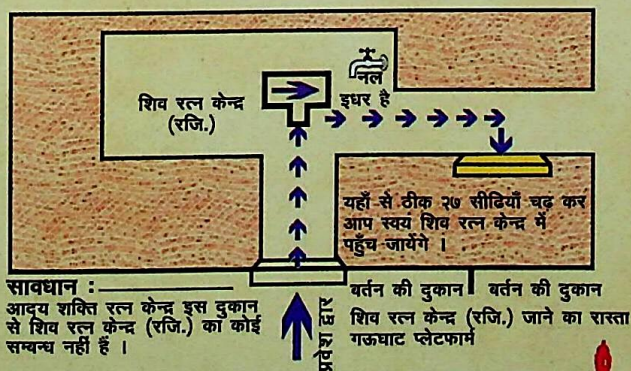 नल
इधर है
शिव रत्न केन्द्र
(रजि.)
यहाँ से ठीक २७ सीढियाँ चढ़ कर
आप स्वयं शिव रत्न केन्द्र में
पहुँच जायेंगे ।
सावधान :
आद्य शक्ति रत्न केन्द्र इस दुकान
से शिव रत्न केन्द्र (रजि.) का कोई
सम्बन्ध नहीं हैं ।
प्रवेश द्वार
बर्तन की दुकान
बर्तन की दुकान
शिव रत्न केन्द्र (रजि.) जाने का रास्ता
गऊघाट प्लेटफार्म